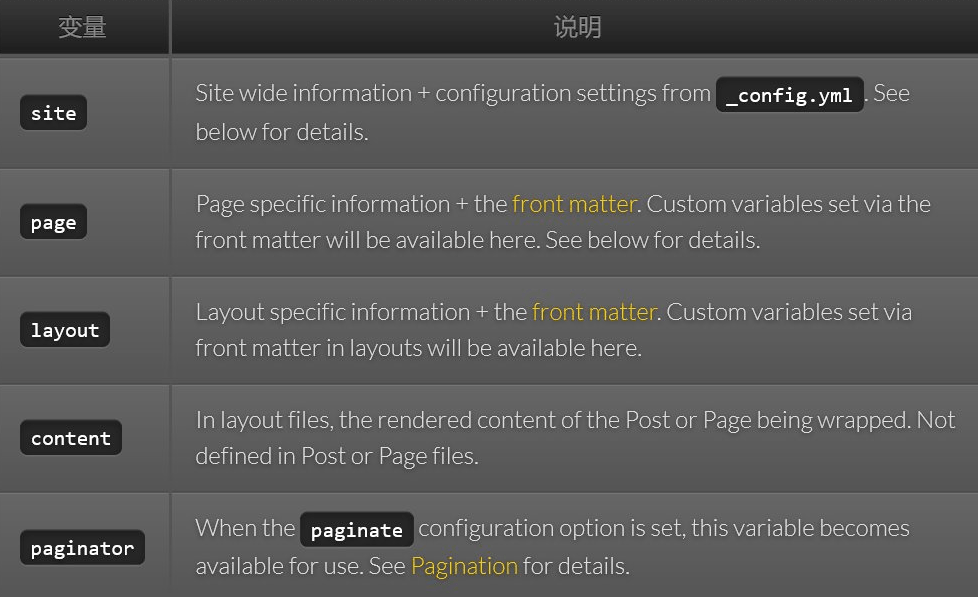 变量 说明
site
Site wide information + configuration settings from _config.yml. See
below for details.
page
Page specific information + the front matter. Custom variables set via the
front matter will be available here. See below for details.
layout
Layout specific information + the front matter. Custom variables set via
front matter in layouts will be available here.
content
In layout files, the rendered content of the Post or Page being wrapped. Not
defined in Post or Page files.
paginator
When the paginate configuration option is set, this variable becomes
available for use. See Pagination for details.